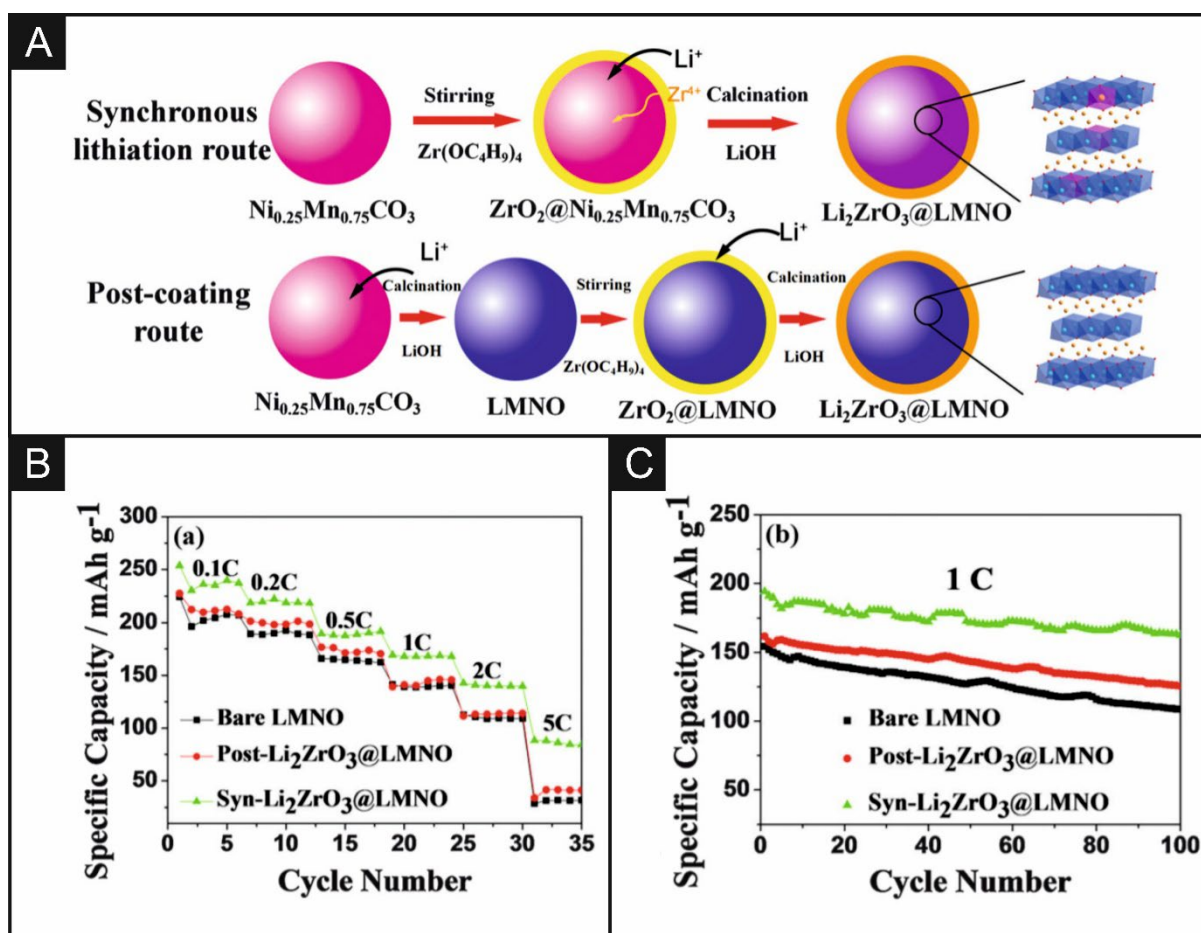 A
Synchronous
lithiation route
Stirring
Zr(OC₄H₉)₄
Li⁺
Zr⁴⁺
Calcination
LiOH
Ni₀.₂₅Mn₀.₇₅CO₃
ZrO₂@Ni₀.₂₅Mn₀.₇₅CO₃
Li₂ZrO₃@LMNO
Post-coating
route
Li⁺
Calcination
LiOH
Stirring
Zr(OC₄H₉)₄
Li⁺
Calcination
LiOH
Ni₀.₂₅Mn₀.₇₅CO₃
LMNO
ZrO₂@LMNO
Li₂ZrO₃@LMNO
B
(a)
Specific Capacity / mAh g⁻¹
300
250
200
150
100
50
0.1C
0.2C
0.5C
1C
2C
5C
Bare LMNO
Post-Li₂ZrO₃@LMNO
Syn-Li₂ZrO₃@LMNO
0 5 10 15 20 25 30 35
Cycle Number
C
(b)
Specific Capacity / mAh g⁻¹
250
200
150
100
50
1 C
Bare LMNO
Post-Li₂ZrO₃@LMNO
Syn-Li₂ZrO₃@LMNO
0 20 40 60 80 100
Cycle Number